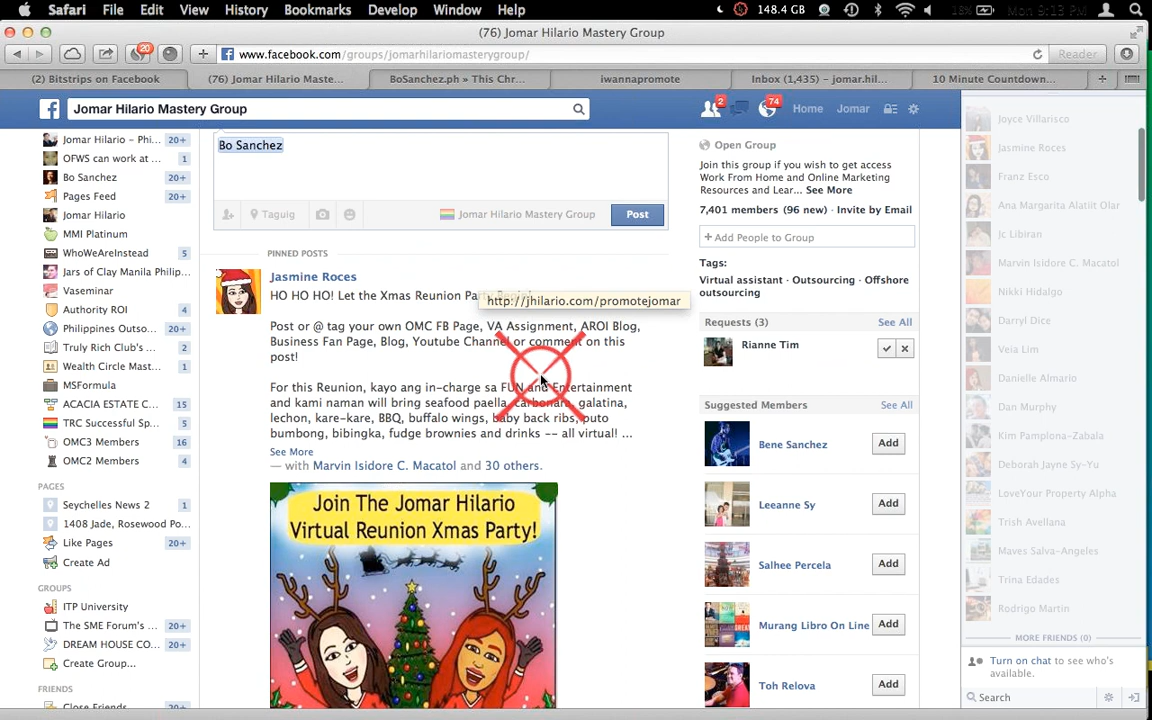 Safari File Edit View History Bookmarks Develop Window Help 148.4 GB 18% Mon 9:13 PM
(76) Jomar Hilario Mastery Group
20 www.facebook.com/groups/jomarhilariomasterygroup/ Reader
(2) Bitstrips on Facebook (76) Jomar Hilario Maste... BoSanchez.ph » This Chr... iwannapromote Inbox (1,435) – jomar.hil... 10 Minute Countdown...
Jomar Hilario Mastery Group 2 74 Home Jomar
Jomar Hilario – Phi... 20+
OFWS can work at ... 1
Bo Sanchez 20+
Pages Feed 20+
Jomar Hilario
MMI Platinum
WhoWeAreInstead 5
Jars of Clay Manila Philip...
Vaseminar
Authority ROI 4
Philippines Outso... 20+
Truly Rich Club's... 2
Wealth Circle Mast... 4
MSFormula
ACACIA ESTATE C... 15
TRC Successful Sp... 5
OMC3 Members 16
OMC2 Members 4
PAGES
Seychelles News 2 1
1408 Jade, Rosewood Po...
Like Pages 20+
Create Ad
GROUPS
ITP University
The SME Forum's ... 20+
DREAM HOUSE CO... 20+
Create Group...
FRIENDS
Close Friends 20+
Bo Sanchez
Taguig Jomar Hilario Mastery Group Post
PINNED POSTS
Jasmine Roces
HO HO HO! Let the Xmas Reunion Party Begin!
http://jhilario.com/promotejomar
Post or @ tag your own OMC FB Page, VA Assignment, AROI Blog,
Business Fan Page, Blog, Youtube Channel or comment on this
post!
For this Reunion, kayo ang in-charge sa FUN and Entertainment
and kami naman will bring seafood paella, carbonara, galatina,
lechon, kare-kare, BBQ, buffalo wings, baby back ribs, puto
bumbong, bibingka, fudge brownies and drinks -- all virtual! ...
See More
— with Marvin Isidore C. Macatol and 30 others.
Join The Jomar Hilario
Virtual Reunion Xmas Party!
Open Group
Join this group if you wish to get access
Work From Home and Online Marketing
Resources and Lear... See More
7,401 members (96 new) · Invite by Email
+ Add People to Group
Tags:
Virtual assistant · Outsourcing · Offshore
outsourcing
Requests (3) See All
Rianne Tim
Suggested Members See All
Bene Sanchez Add
Leeanne Sy Add
Salhee Percela Add
Murang Libro On Line Add
Toh Relova Add
Joyce Villarisco
Jasmine Roces
Franz Esco
Ana Margarita Alatiit Olar
Jc Libiran
Marvin Isidore C. Macatol
Nikki Hidalgo
Darryl Dice
Veia Lim
Danielle Almario
Dan Murphy
Kim Pamplona-Zabala
Deborah Jayne Sy-Yu
LoveYour Property Alpha
Trish Avellana
Maves Salva-Angeles
Trina Edades
Rodrigo Martin
MORE FRIENDS (0)
Turn on chat to see who's
available.
Search